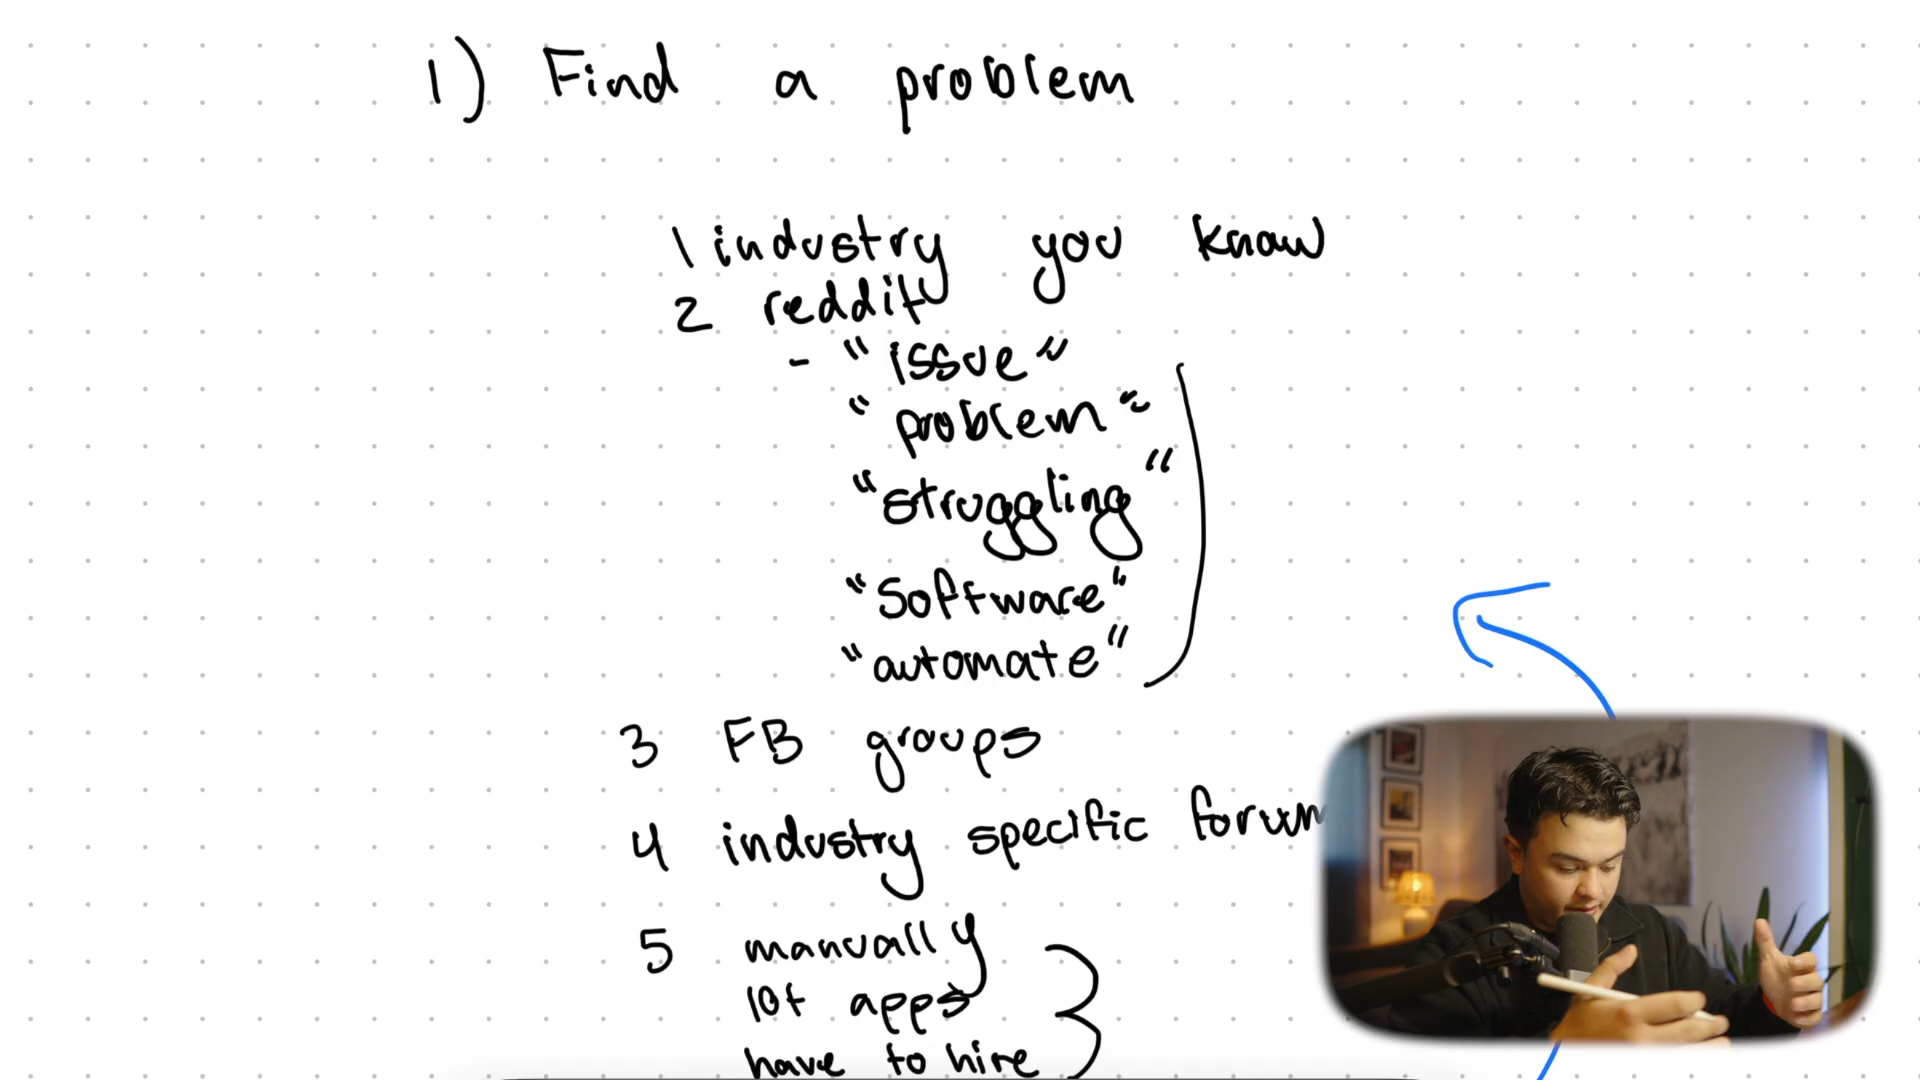 1) Find a problem
1 industry you know
2 reddit
- "issue"
"problem"
"struggling"
"software"
"automate"
3 FB groups
4 industry specific forum
5 manually
10+ apps
have to hire